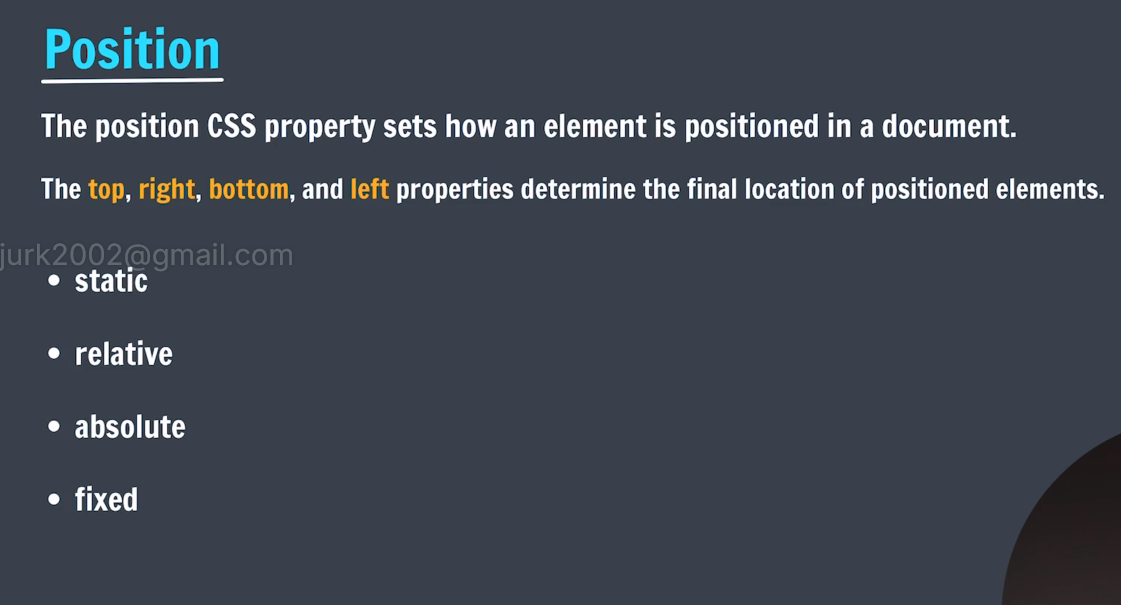 Position
The position CSS property sets how an element is positioned in a document.
The top, right, bottom, and left properties determine the final location of positioned elements.
jurk2002@gmail.com
• static
• relative
• absolute
• fixed